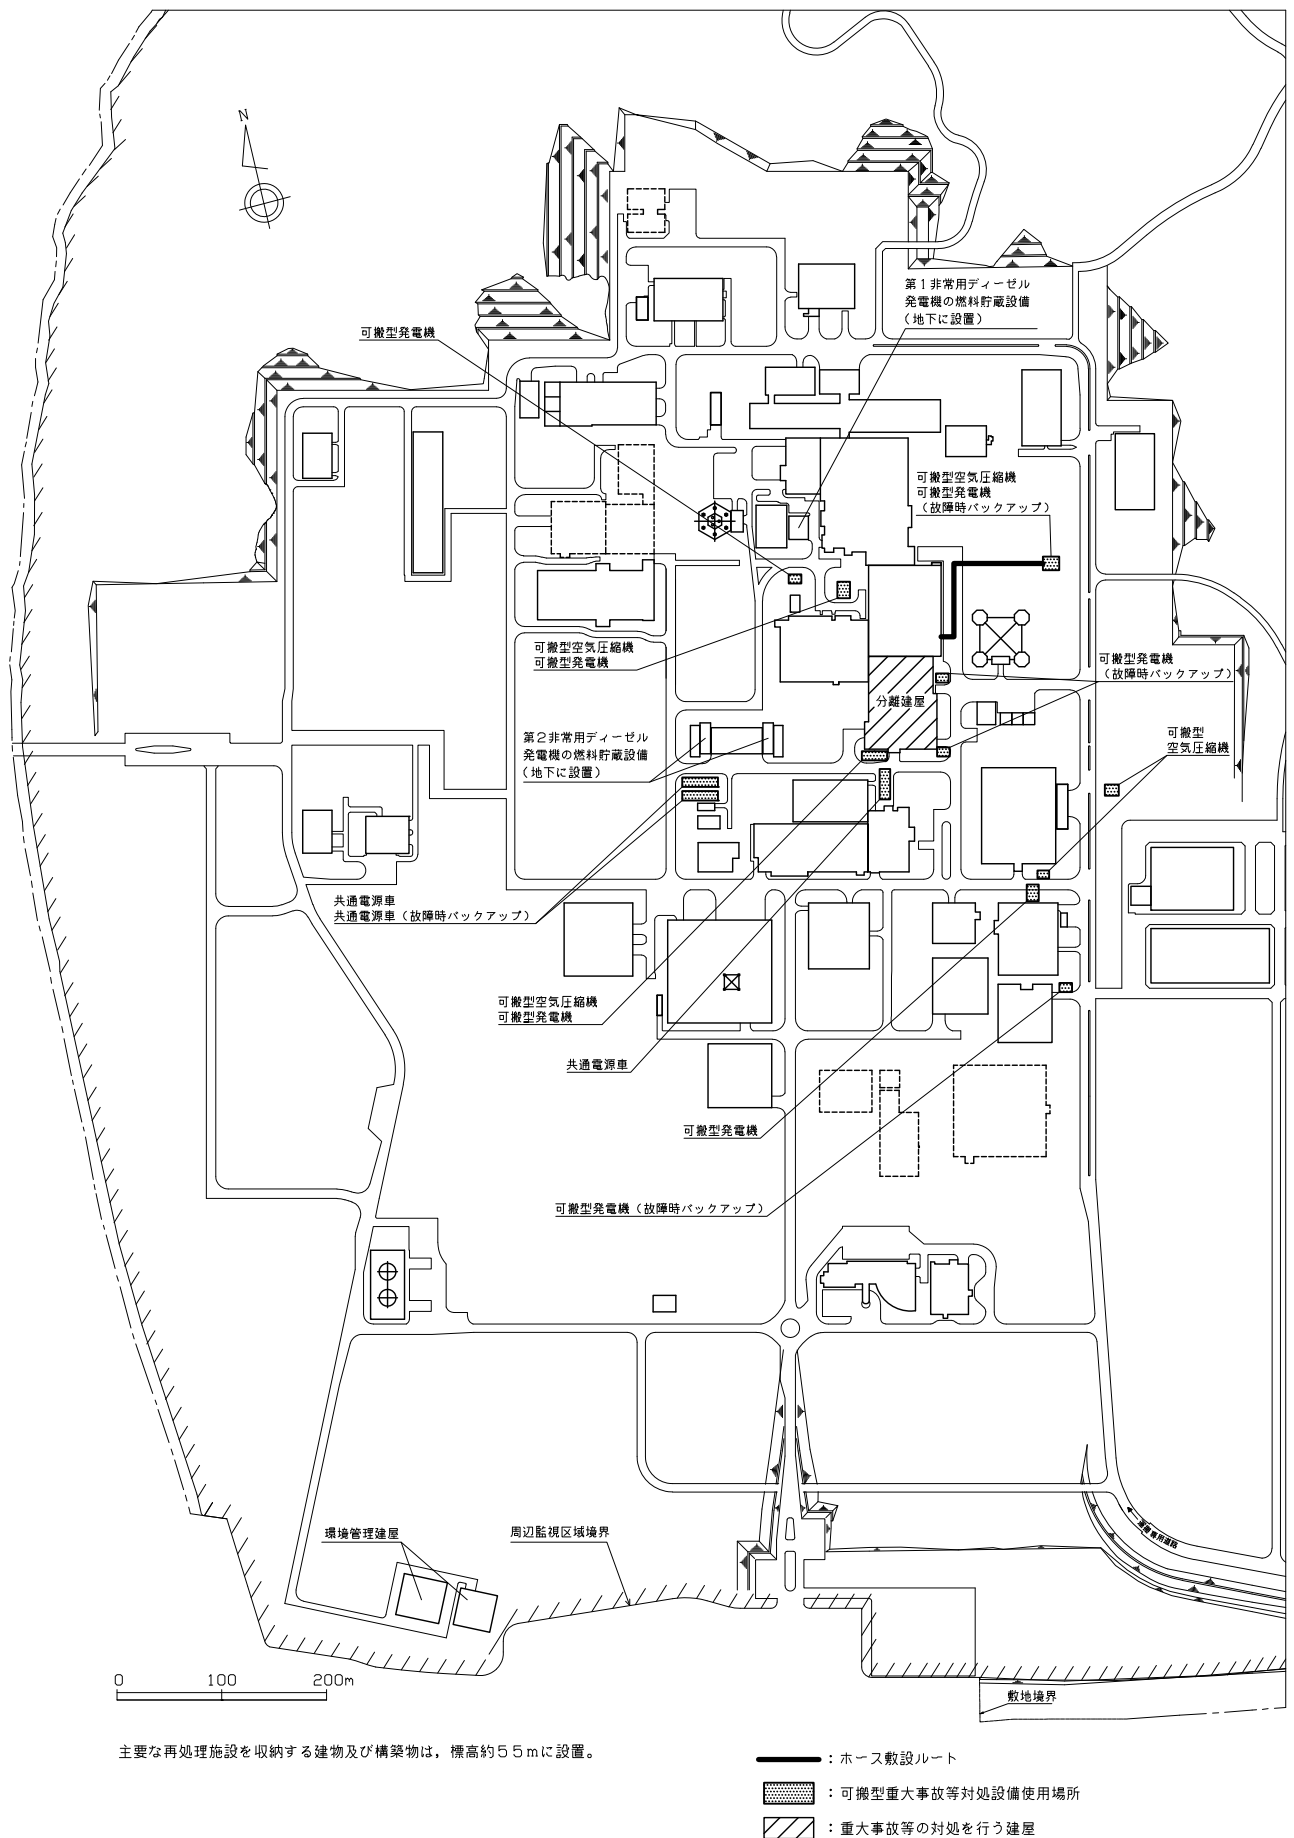 N
第1非常用ディーゼル
発電機の燃料貯蔵設備
(地下に設置)
可搬型発電機
可搬型空気圧縮機
可搬型発電機
(故障時バックアップ)
可搬型空気圧縮機
可搬型発電機
可搬型発電機
(故障時バックアップ)
分離建屋
第2非常用ディーゼル
発電機の燃料貯蔵設備
(地下に設置)
可搬型
空気圧縮機
共通電源車
共通電源車(故障時バックアップ)
可搬型空気圧縮機
可搬型発電機
共通電源車
可搬型発電機
可搬型発電機(故障時バックアップ)
環境管理建屋
周辺監視区域境界
0 100 200m
敷地境界
主要な再処理施設を収納する建物及び構築物は，標高約55mに設置。
:ホース敷設ルート
:可搬型重大事故等対処設備使用場所
:重大事故等の対処を行う建屋